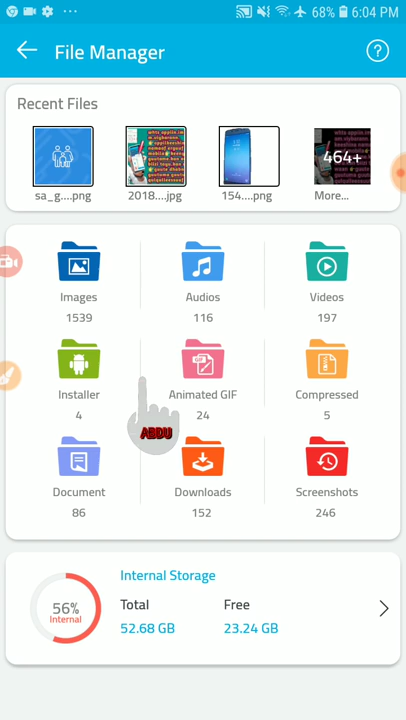 68% 6:04 PM
File Manager
?
Recent Files
464+
sa_g....png 2018....jpg 154....png More...
Images Audios Videos
1539 116 197
GIF
Installer Animated GIF Compressed
4 24 5
ABDU
Document Downloads Screenshots
86 152 246
Internal Storage
56% Total Free
Internal 52.68 GB 23.24 GB